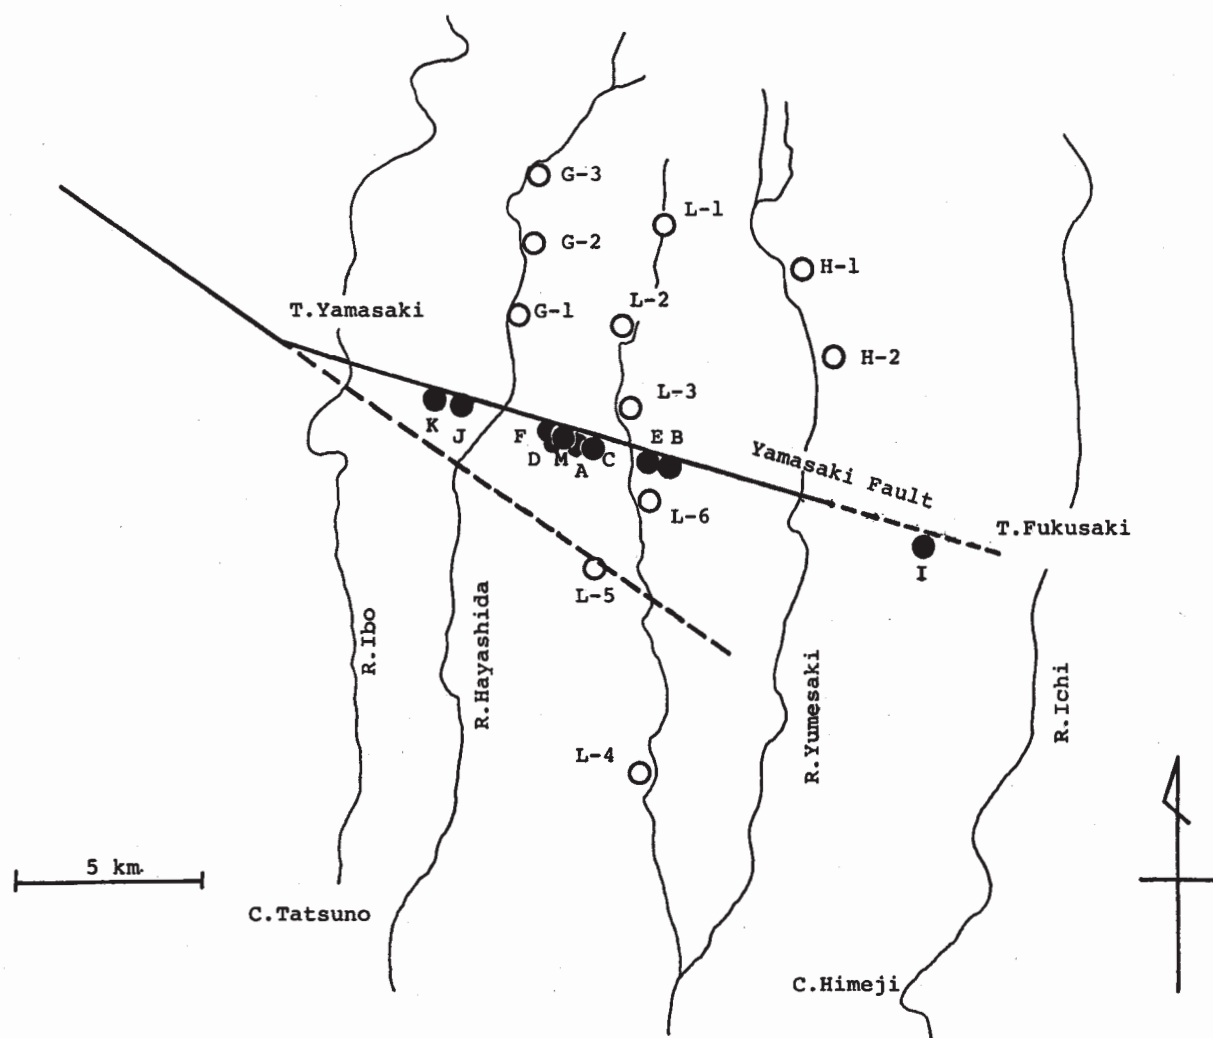 G-3
L-1
G-2
H-1
L-2
T.Yamasaki
G-1
H-2
L-3
K
J
F
E B
D
M
C
A
Yamasaki Fault
L-6
T.Fukusaki
I
L-5
R.Ibo
R.Hayashida
R.Yumesaki
R.Ichi
L-4
5 km
C.Tatsuno
C.Himeji